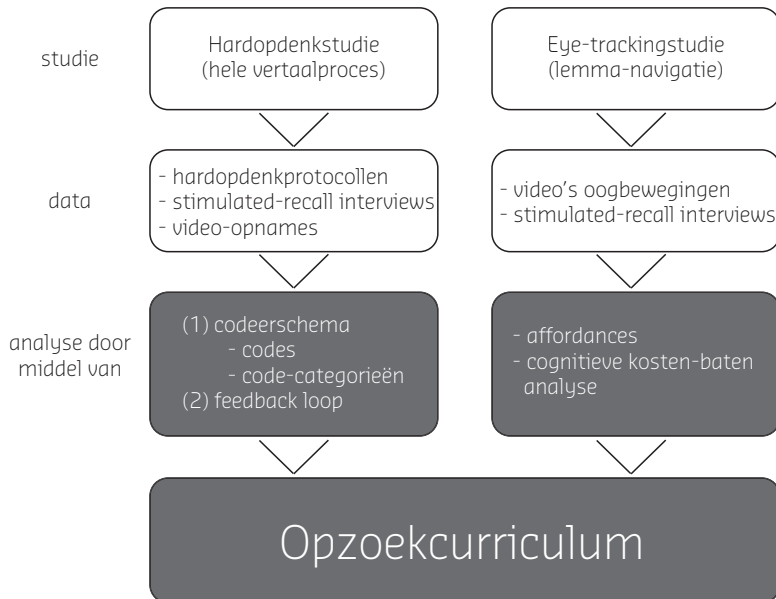 studie
Hardopdenkstudie
(hele vertaalproces)
Eye-trackingstudie
(lemma-navigatie)
data
- hardopdenkprotocollen
- stimulated-recall interviews
- video-opnames
- video's oogbewegingen
- stimulated-recall interviews
analyse door
middel van
(1) codeerschema
- codes
- code-categorieën
(2) feedback loop
- affordances
- cognitieve kosten-baten
analyse
Opzoekcurriculum